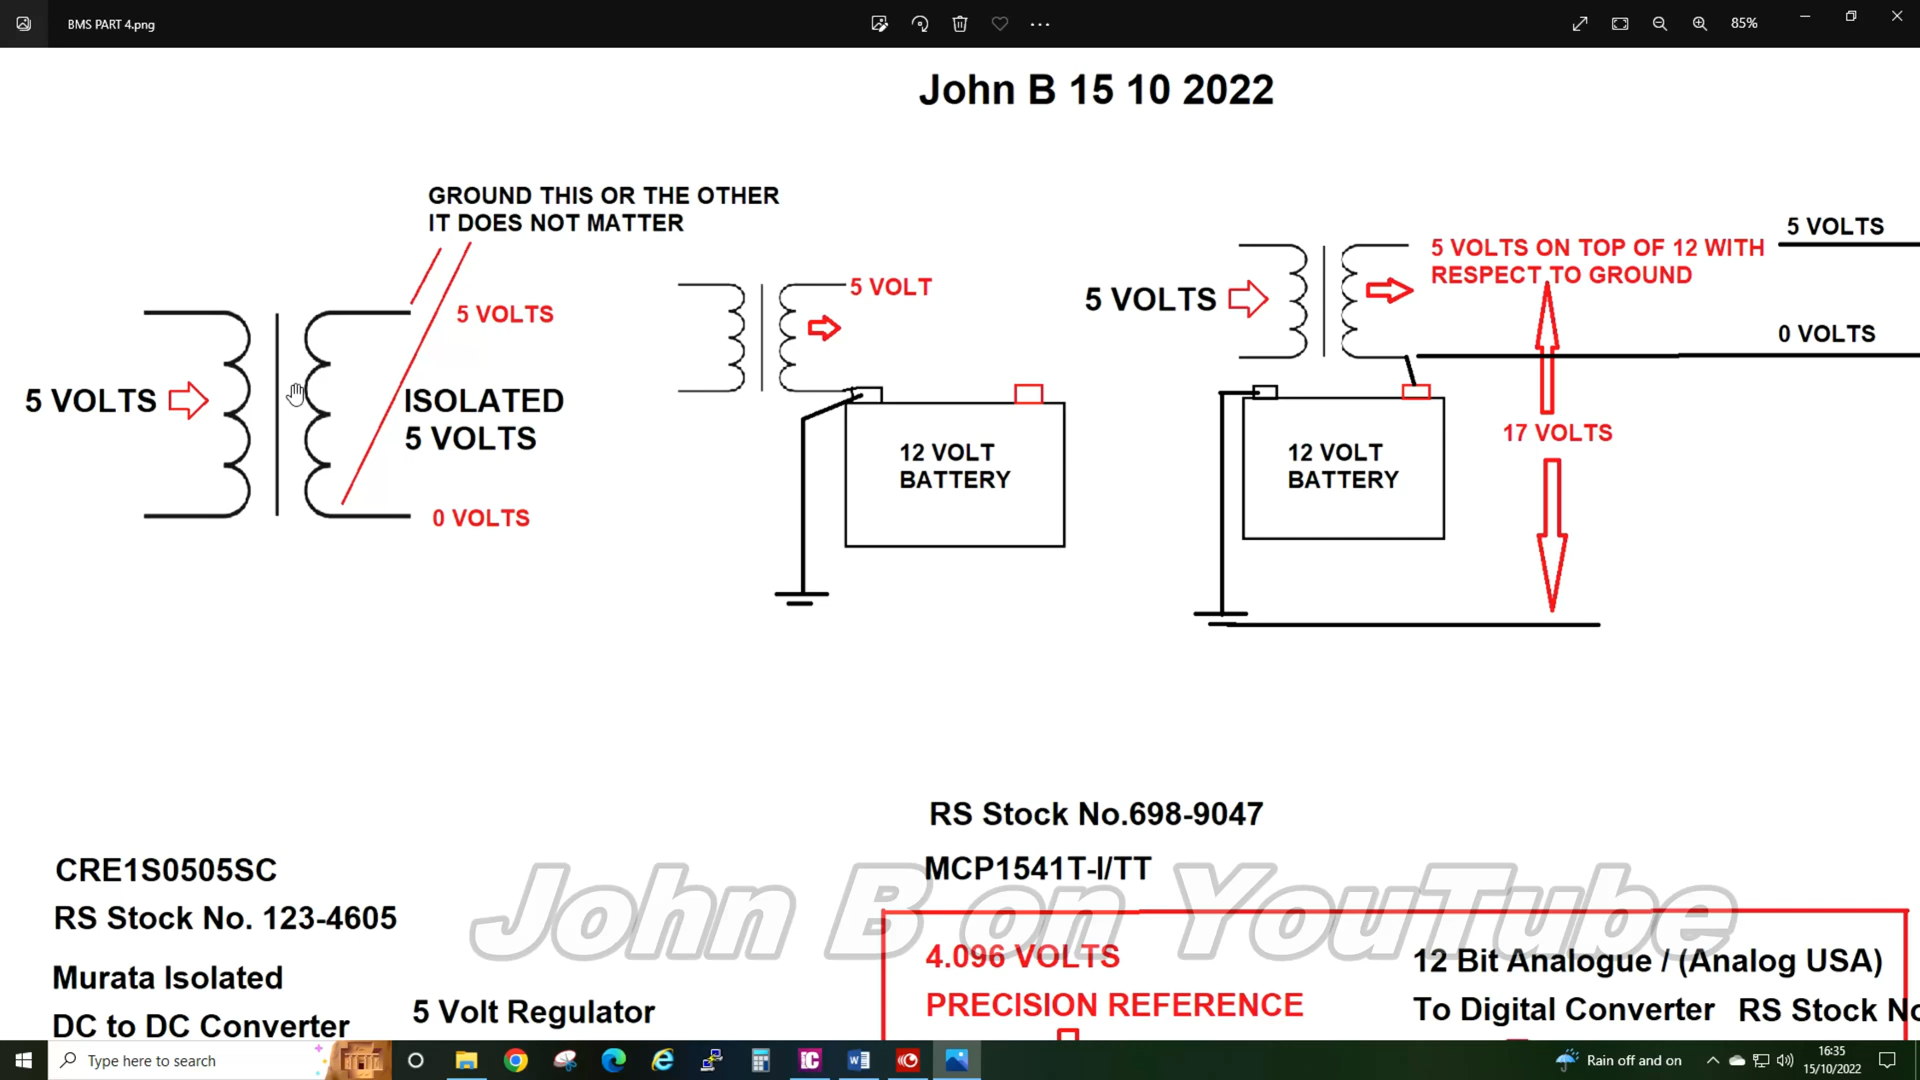 BMS PART 4.png
85%
John B 15 10 2022
GROUND THIS OR THE OTHER
IT DOES NOT MATTER
5 VOLTS
5 VOLTS
ISOLATED
5 VOLTS
0 VOLTS
5 VOLT
12 VOLT
BATTERY
5 VOLTS
5 VOLTS ON TOP OF 12 WITH
RESPECT TO GROUND
5 VOLTS
0 VOLTS
12 VOLT
BATTERY
17 VOLTS
RS Stock No.698-9047
MCP1541T-I/TT
CRE1S0505SC
RS Stock No. 123-4605
Murata Isolated
DC to DC Converter
5 Volt Regulator
John B on YouTube
4.096 VOLTS
PRECISION REFERENCE
12 Bit Analogue / (Analog USA)
To Digital Converter RS Stock No
Type here to search
Rain off and on
16:35
15/10/2022